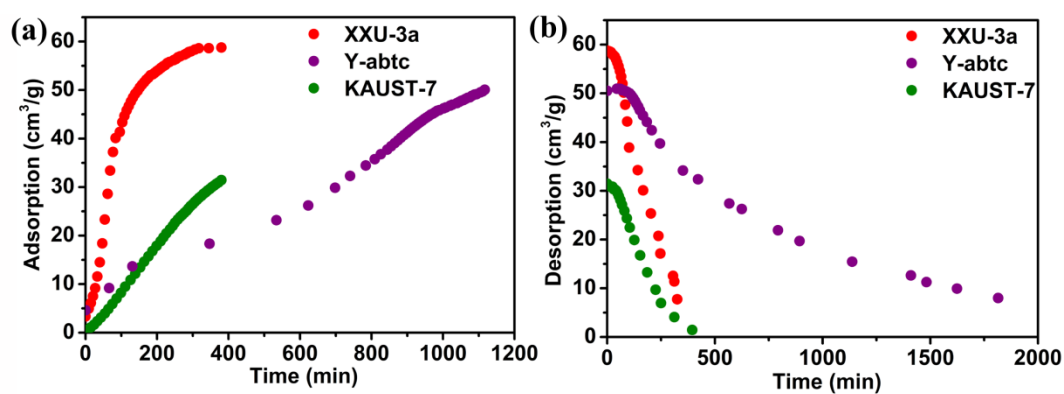 (a)
XXU-3a
Y-abtc
KAUST-7
Adsorption (cm³/g)
60
50
40
30
20
10
0
0 200 400 600 800 1000 1200
Time (min)
(b)
XXU-3a
Y-abtc
KAUST-7
Desorption (cm³/g)
60
50
40
30
20
10
0
0 500 1000 1500 2000
Time (min)